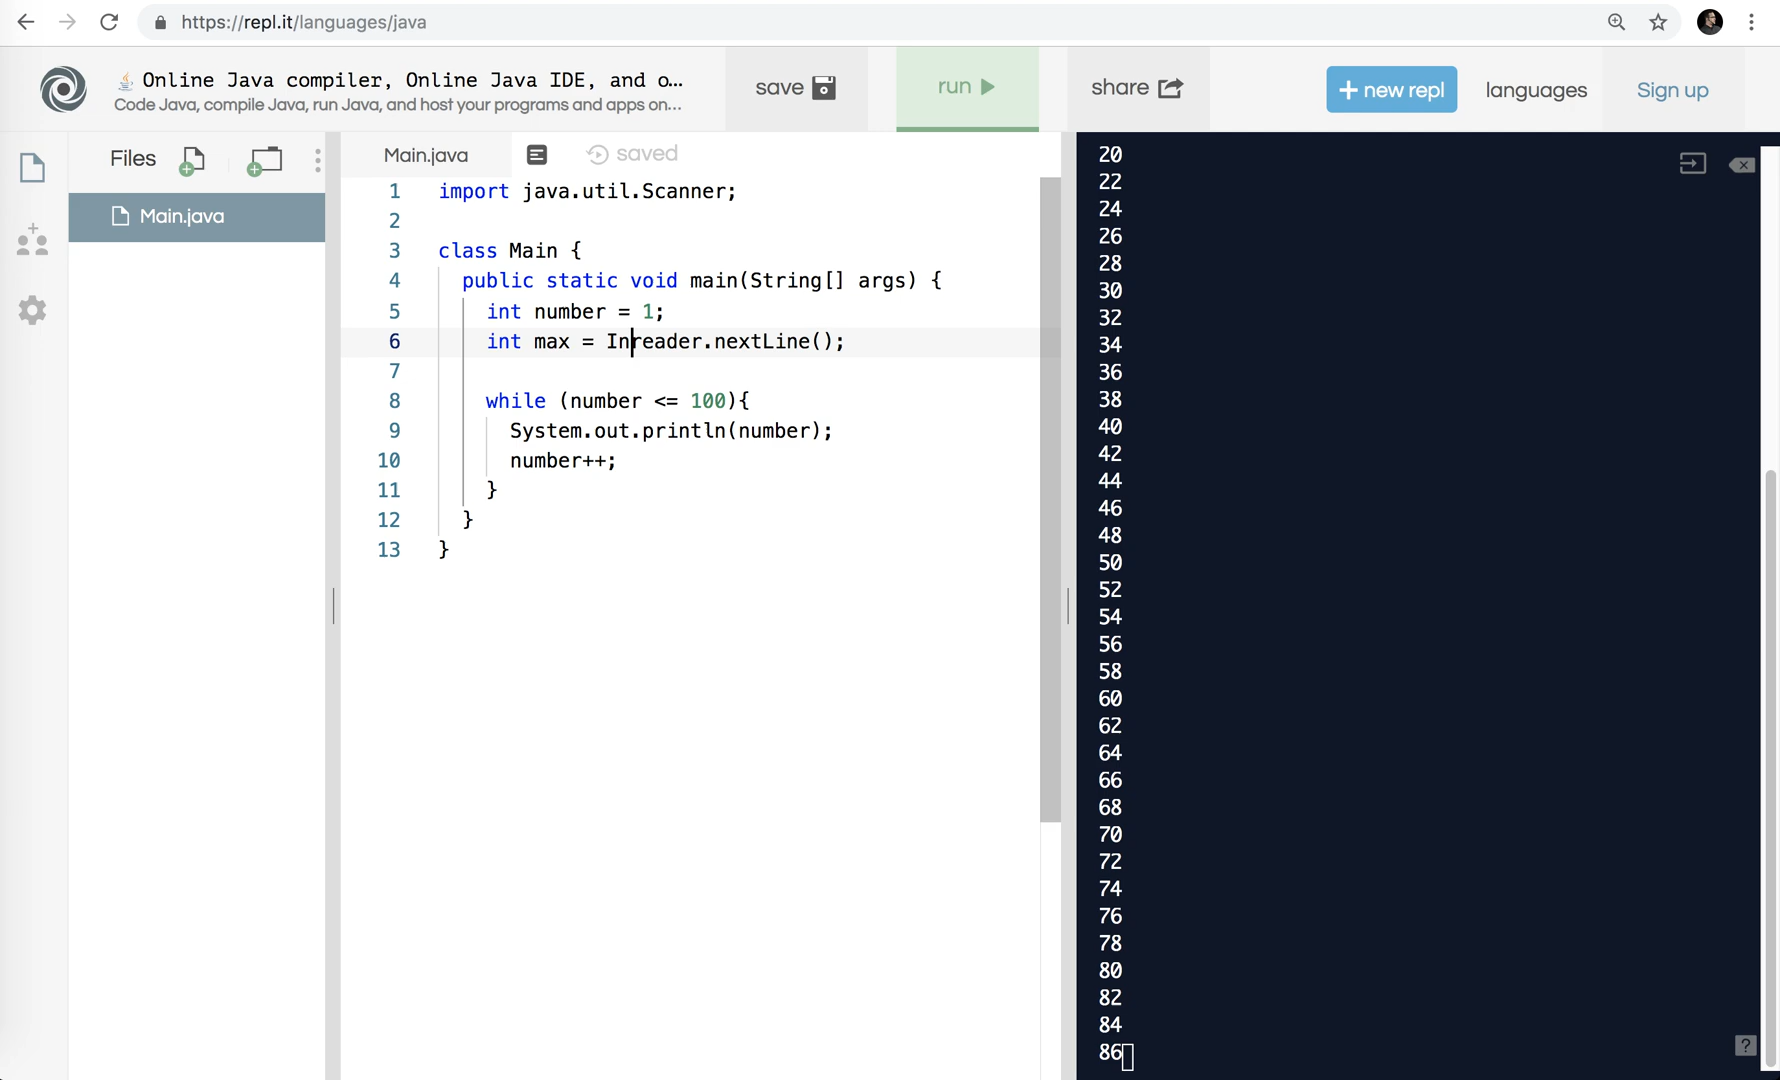 https://repl.it/languages/java
Online Java compiler, Online Java IDE, and o...
Code Java, compile Java, run Java, and host your programs and apps on...
save
run
share
+ new repl
languages
Sign up
Files
Main.java
Main.java
saved
1 import java.util.Scanner;
2
3 class Main {
4 public static void main(String[] args) {
5 int number = 1;
6 int max = Inreader.nextLine();
7
8 while (number <= 100){
9 System.out.println(number);
10 number++;
11 }
12 }
13 }
20
22
24
26
28
30
32
34
36
38
40
42
44
46
48
50
52
54
56
58
60
62
64
66
68
70
72
74
76
78
80
82
84
86
?